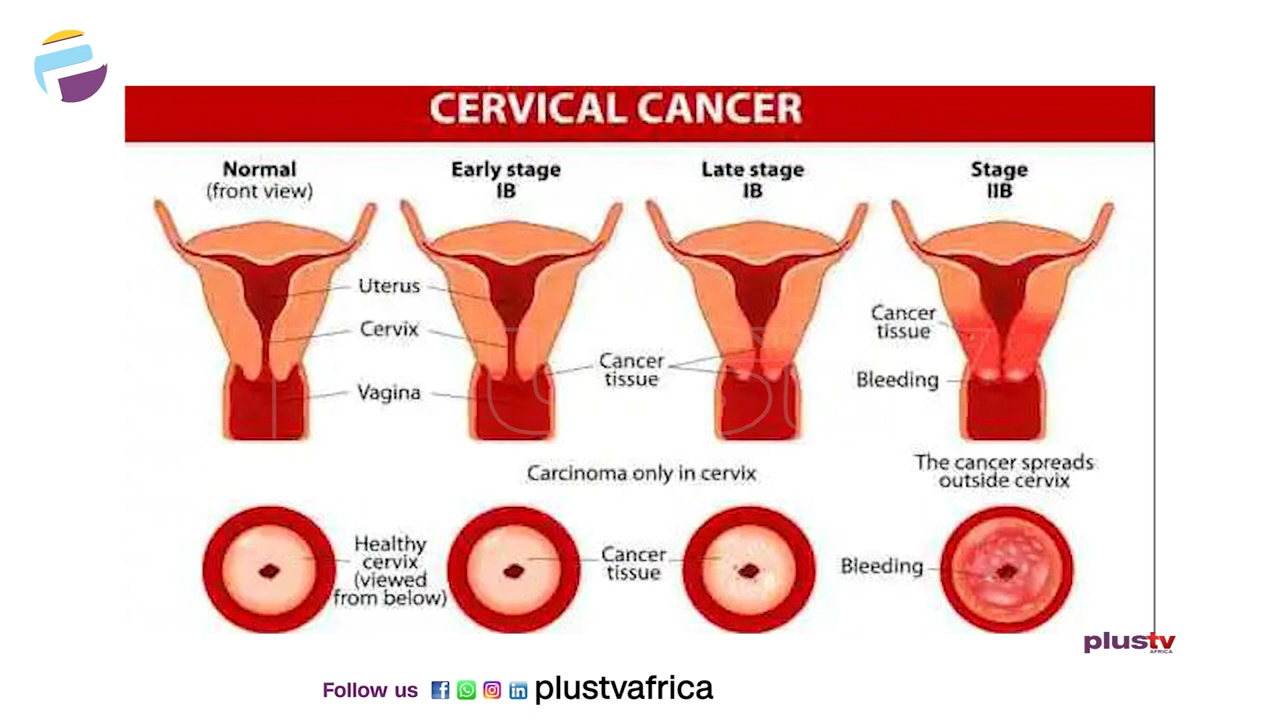 CERVICAL CANCER
Normal
(front view)
Early stage
IB
Late stage
IB
Stage
IIB
Uterus
Cervix
Vagina
Cancer
tissue
Cancer
tissue
Bleeding
Carcinoma only in cervix
The cancer spreads
outside cervix
Healthy
cervix
(viewed
from below)
Cancer
tissue
Bleeding
plustv
AFRICA
Follow us plustvafrica